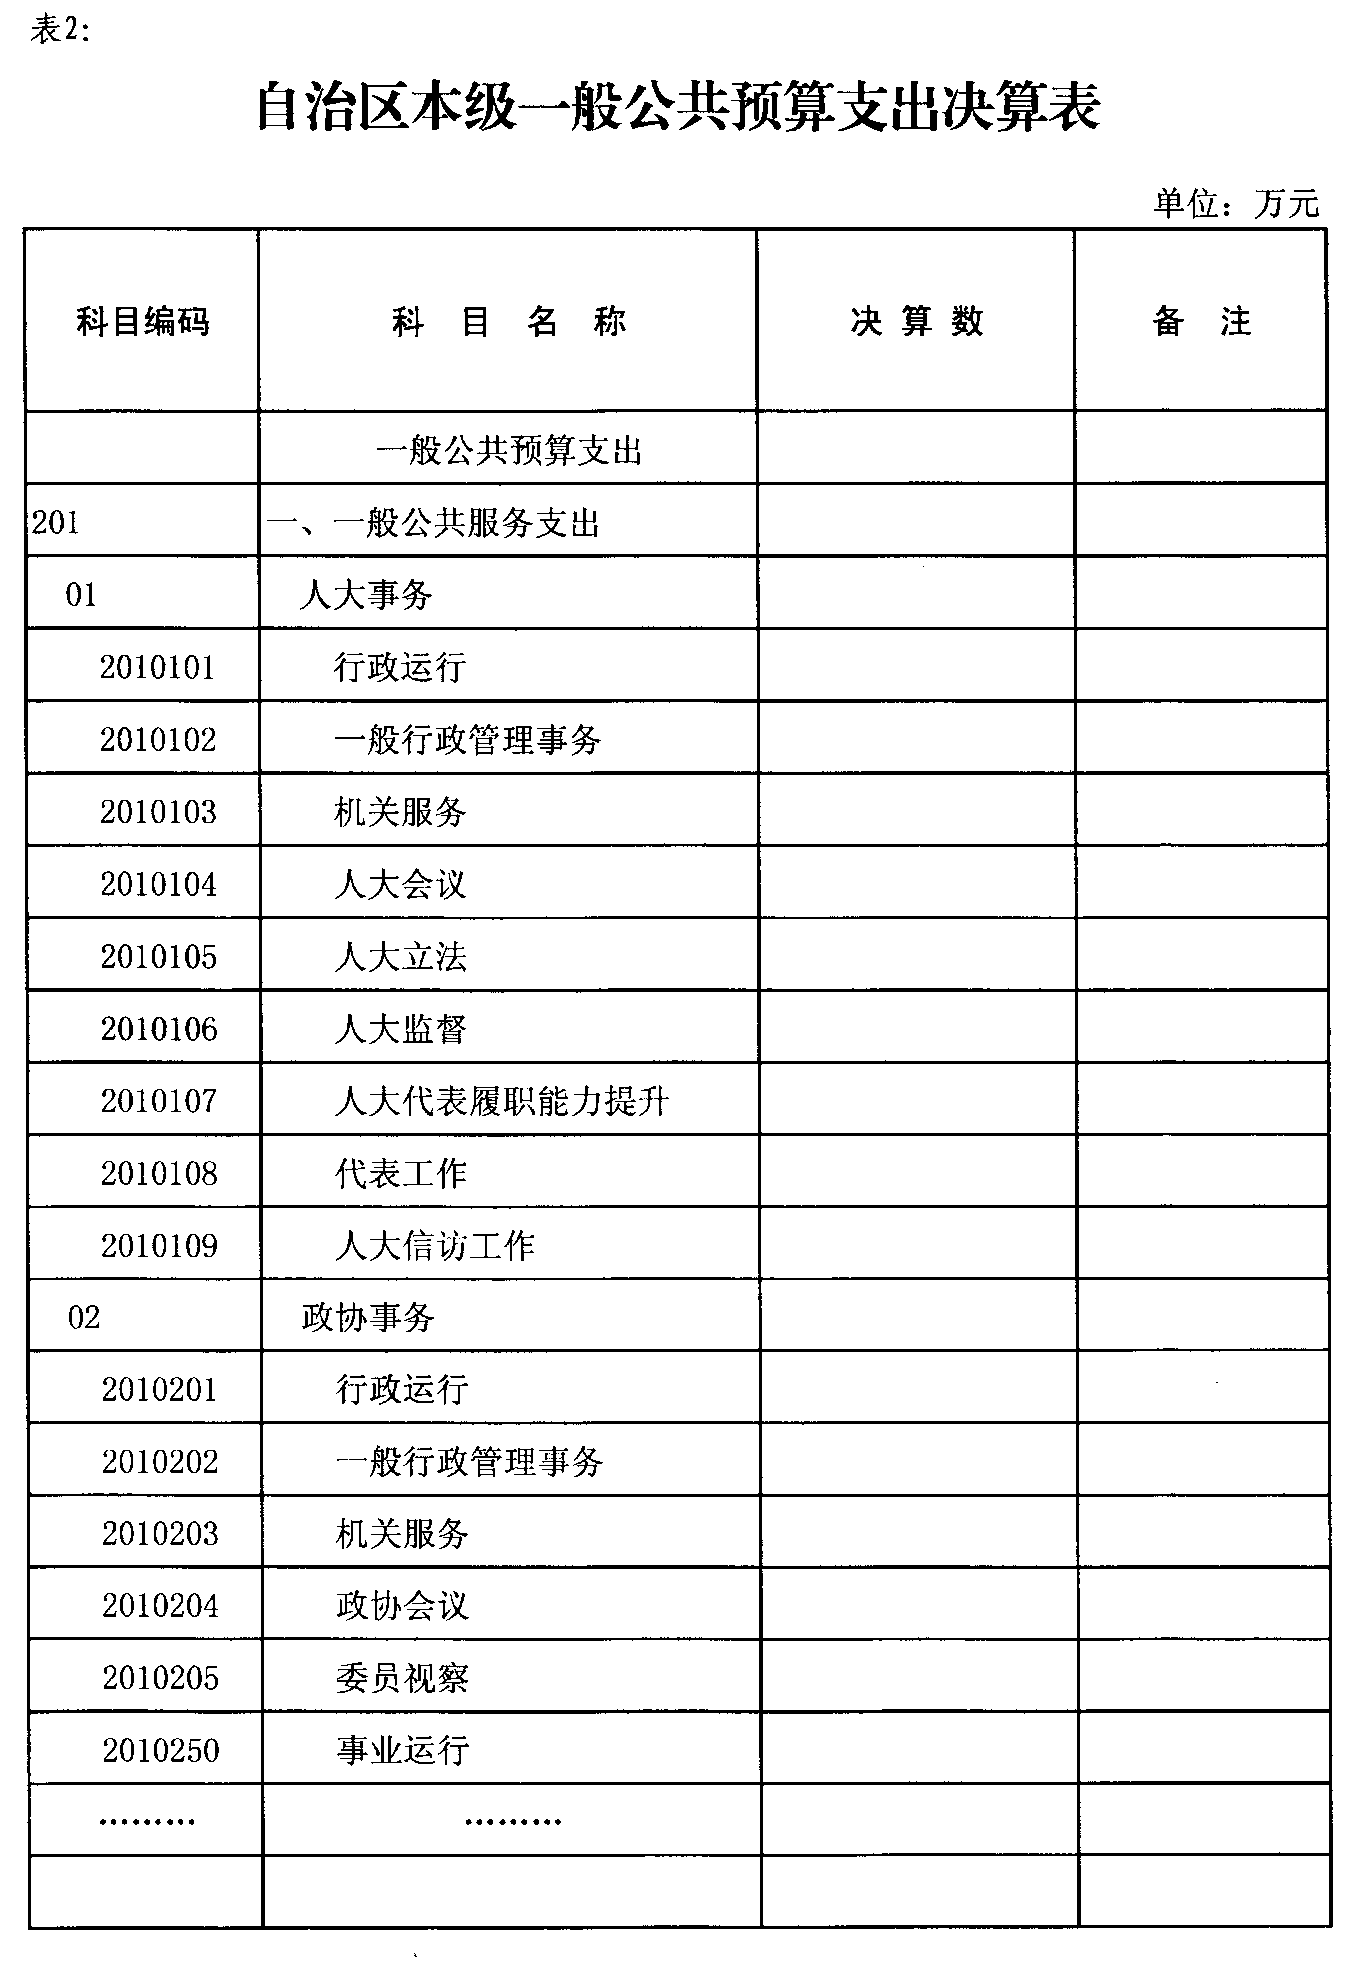 表2:
自治区本级一般公共预算支出决算表
单位：万元
科目编码 科 目 名 称 决 算 数 备 注
一般公共预算支出
201 一、一般公共服务支出
01 人大事务
2010101 行政运行
2010102 一般行政管理事务
2010103 机关服务
2010104 人大会议
2010105 人大立法
2010106 人大监督
2010107 人大代表履职能力提升
2010108 代表工作
2010109 人大信访工作
02 政协事务
2010201 行政运行
2010202 一般行政管理事务
2010203 机关服务
2010204 政协会议
2010205 委员视察
2010250 事业运行
……… ………